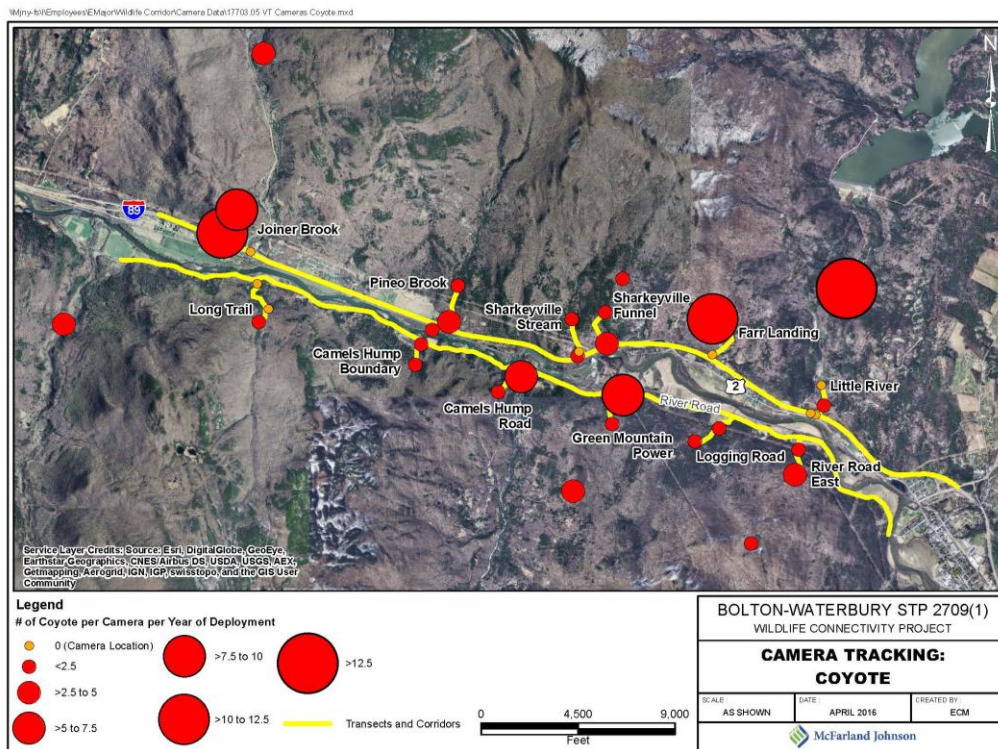 \\Mjny-fs\I\Employees\EMajor\Wildlife Corridor\Camera Data\17703.05 VT Cameras Coyote.mxd
N
89
Joiner Brook
Pineo Brook
Long Trail
Sharkeyville
Stream
Sharkeyville
Funnel
Farr Landing
Camels Hump
Boundary
2
Little River
River Road
Camels Hump
Road
Green Mountain
Power
Logging Road
River Road
East
Service Layer Credits: Source: Esri, DigitalGlobe, GeoEye,
Earthstar Geographics, CNES/Airbus DS, USDA, USGS, AEX,
Getmapping, Aerogrid, IGN, IGP, swisstopo, and the GIS User
Community
Legend
# of Coyote per Camera per Year of Deployment
0 (Camera Location)
<2.5
>2.5 to 5
>5 to 7.5
>7.5 to 10
>10 to 12.5
>12.5
Transects and Corridors
0 4,500 9,000
Feet
BOLTON-WATERBURY STP 2709(1)
WILDLIFE CONNECTIVITY PROJECT
CAMERA TRACKING:
COYOTE
SCALE : DATE : CREATED BY :
AS SHOWN APRIL 2016 ECM
McFarland Johnson